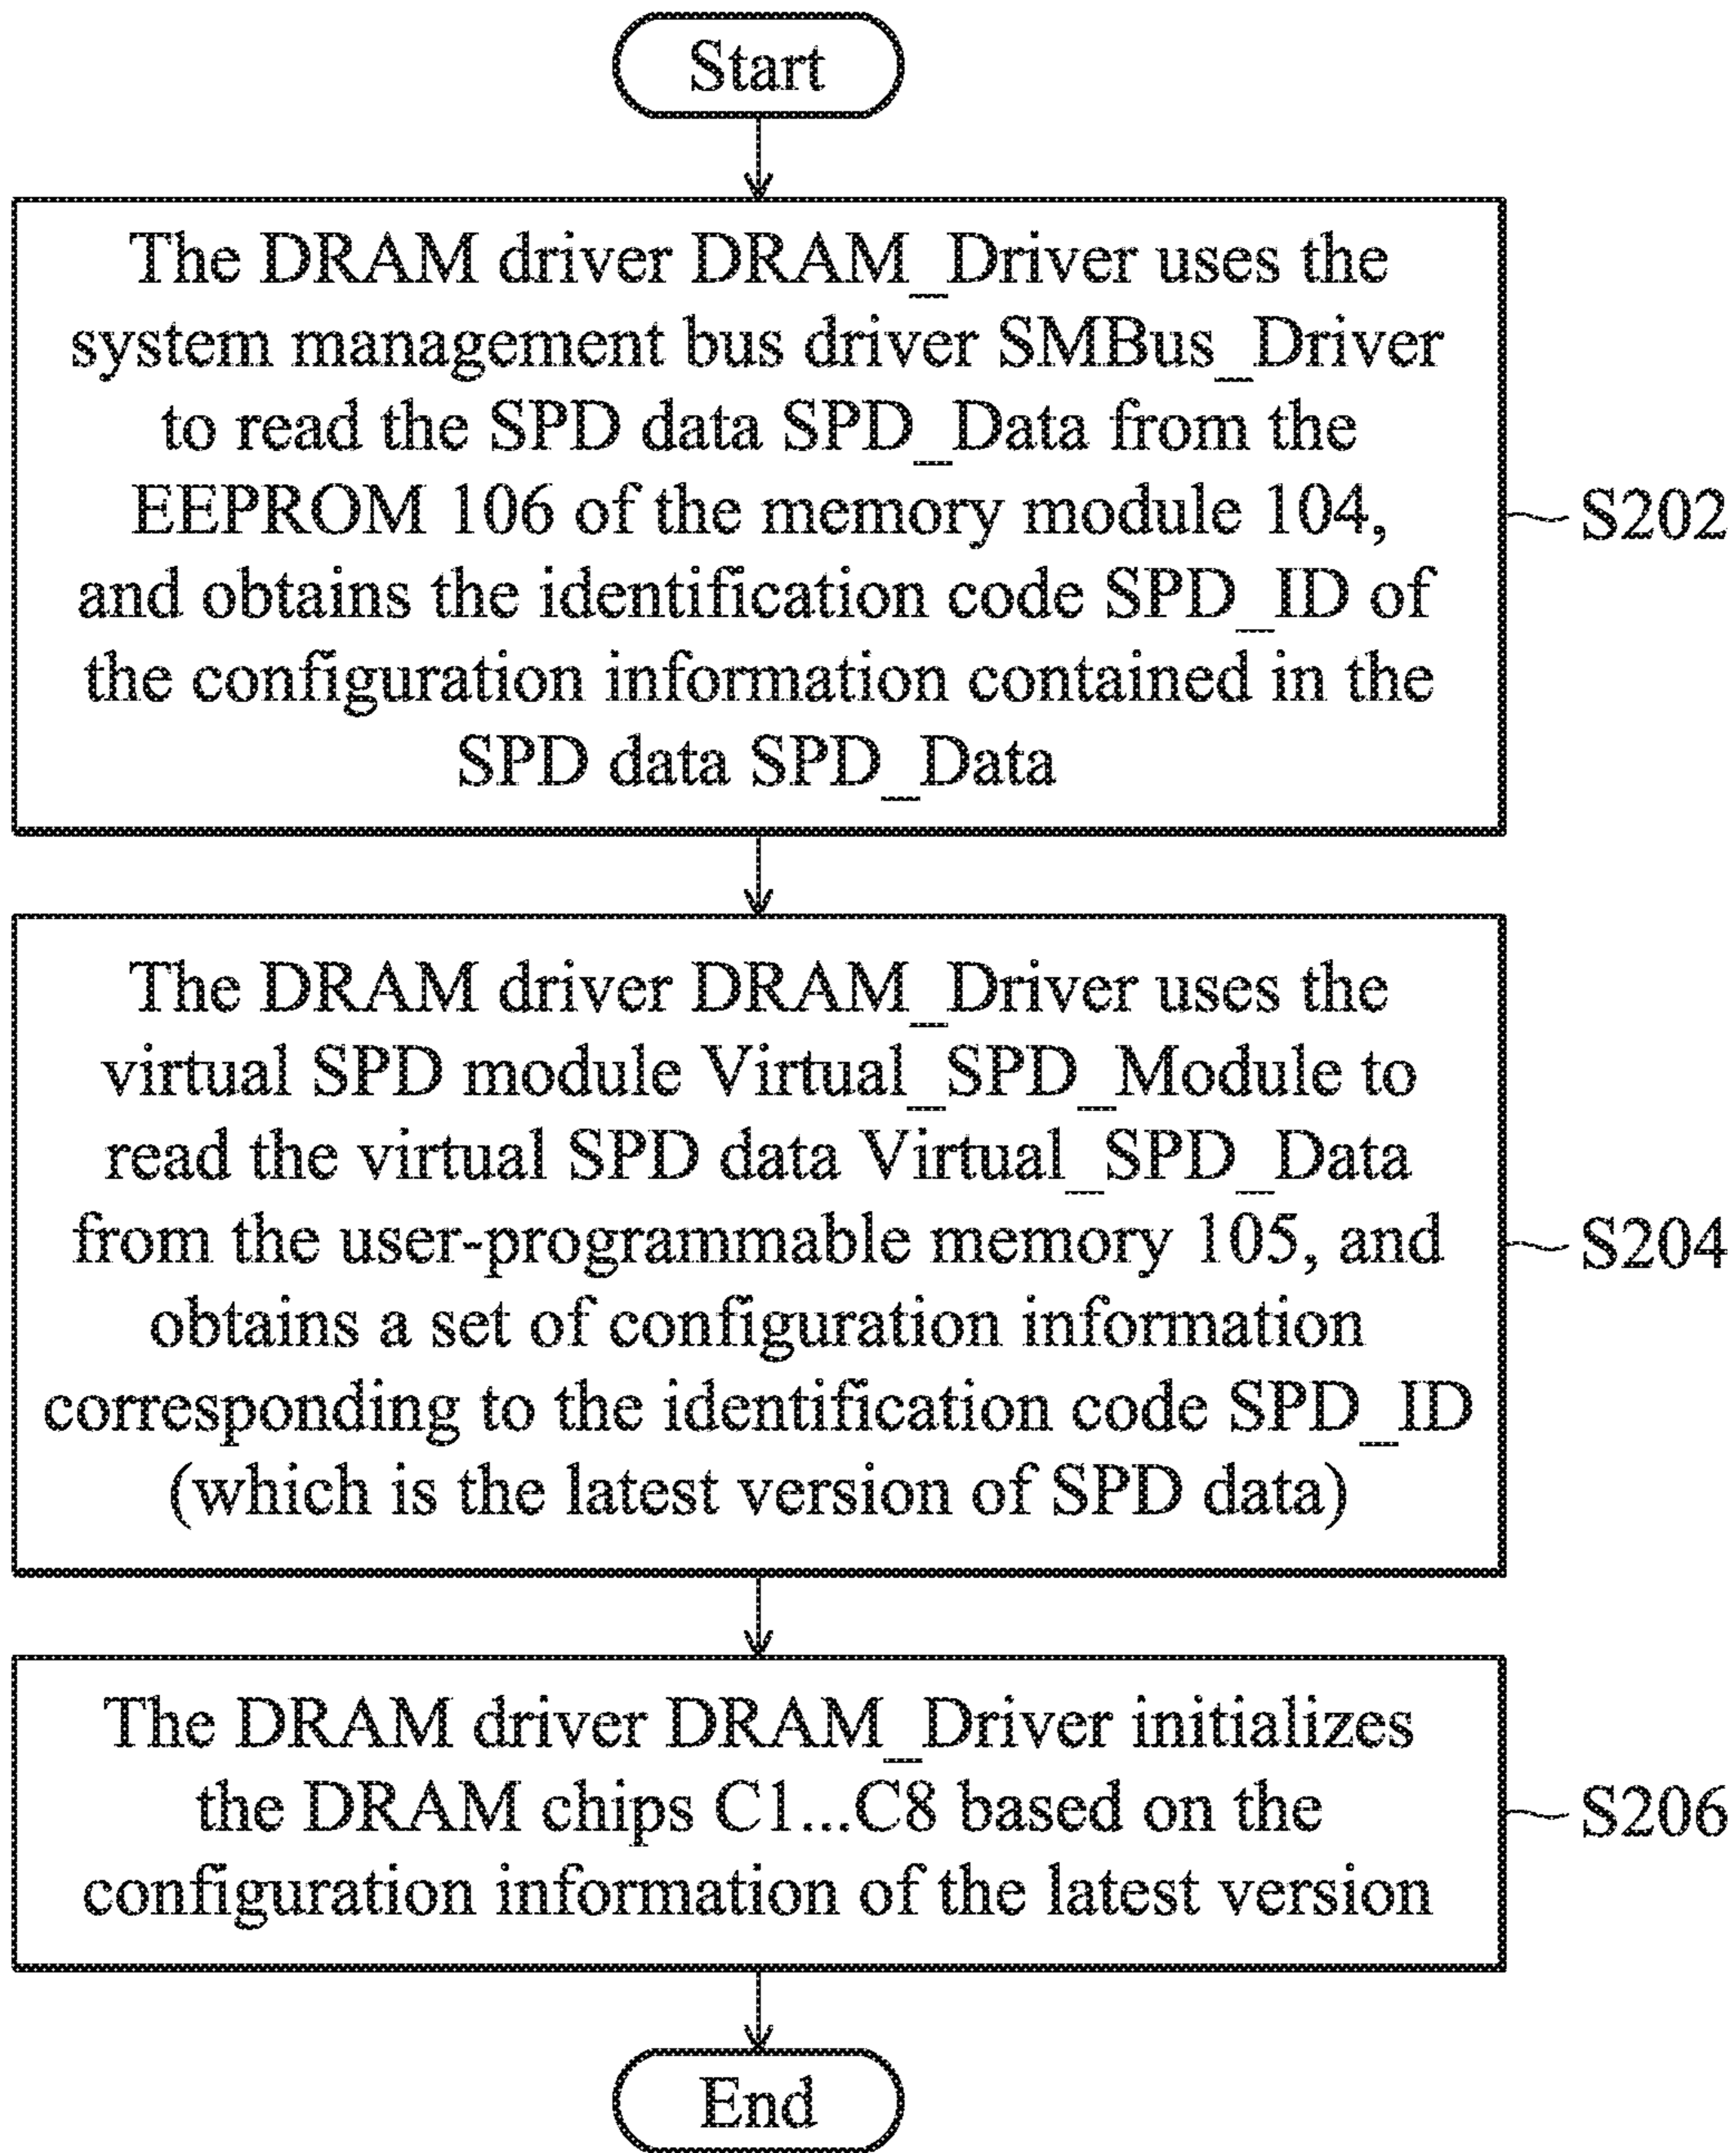 Start
The DRAM driver DRAM_Driver uses the
system management bus driver SMBus_Driver
to read the SPD data SPD_Data from the
EEPROM 106 of the memory module 104,
and obtains the identification code SPD_ID of
the configuration information contained in the
SPD data SPD_Data
S202
The DRAM driver DRAM_Driver uses the
virtual SPD module Virtual_SPD_Module to
read the virtual SPD data Virtual_SPD_Data
from the user-programmable memory 105, and
obtains a set of configuration information
corresponding to the identification code SPD_ID
(which is the latest version of SPD data)
S204
The DRAM driver DRAM_Driver initializes
the DRAM chips C1...C8 based on the
configuration information of the latest version
S206
End